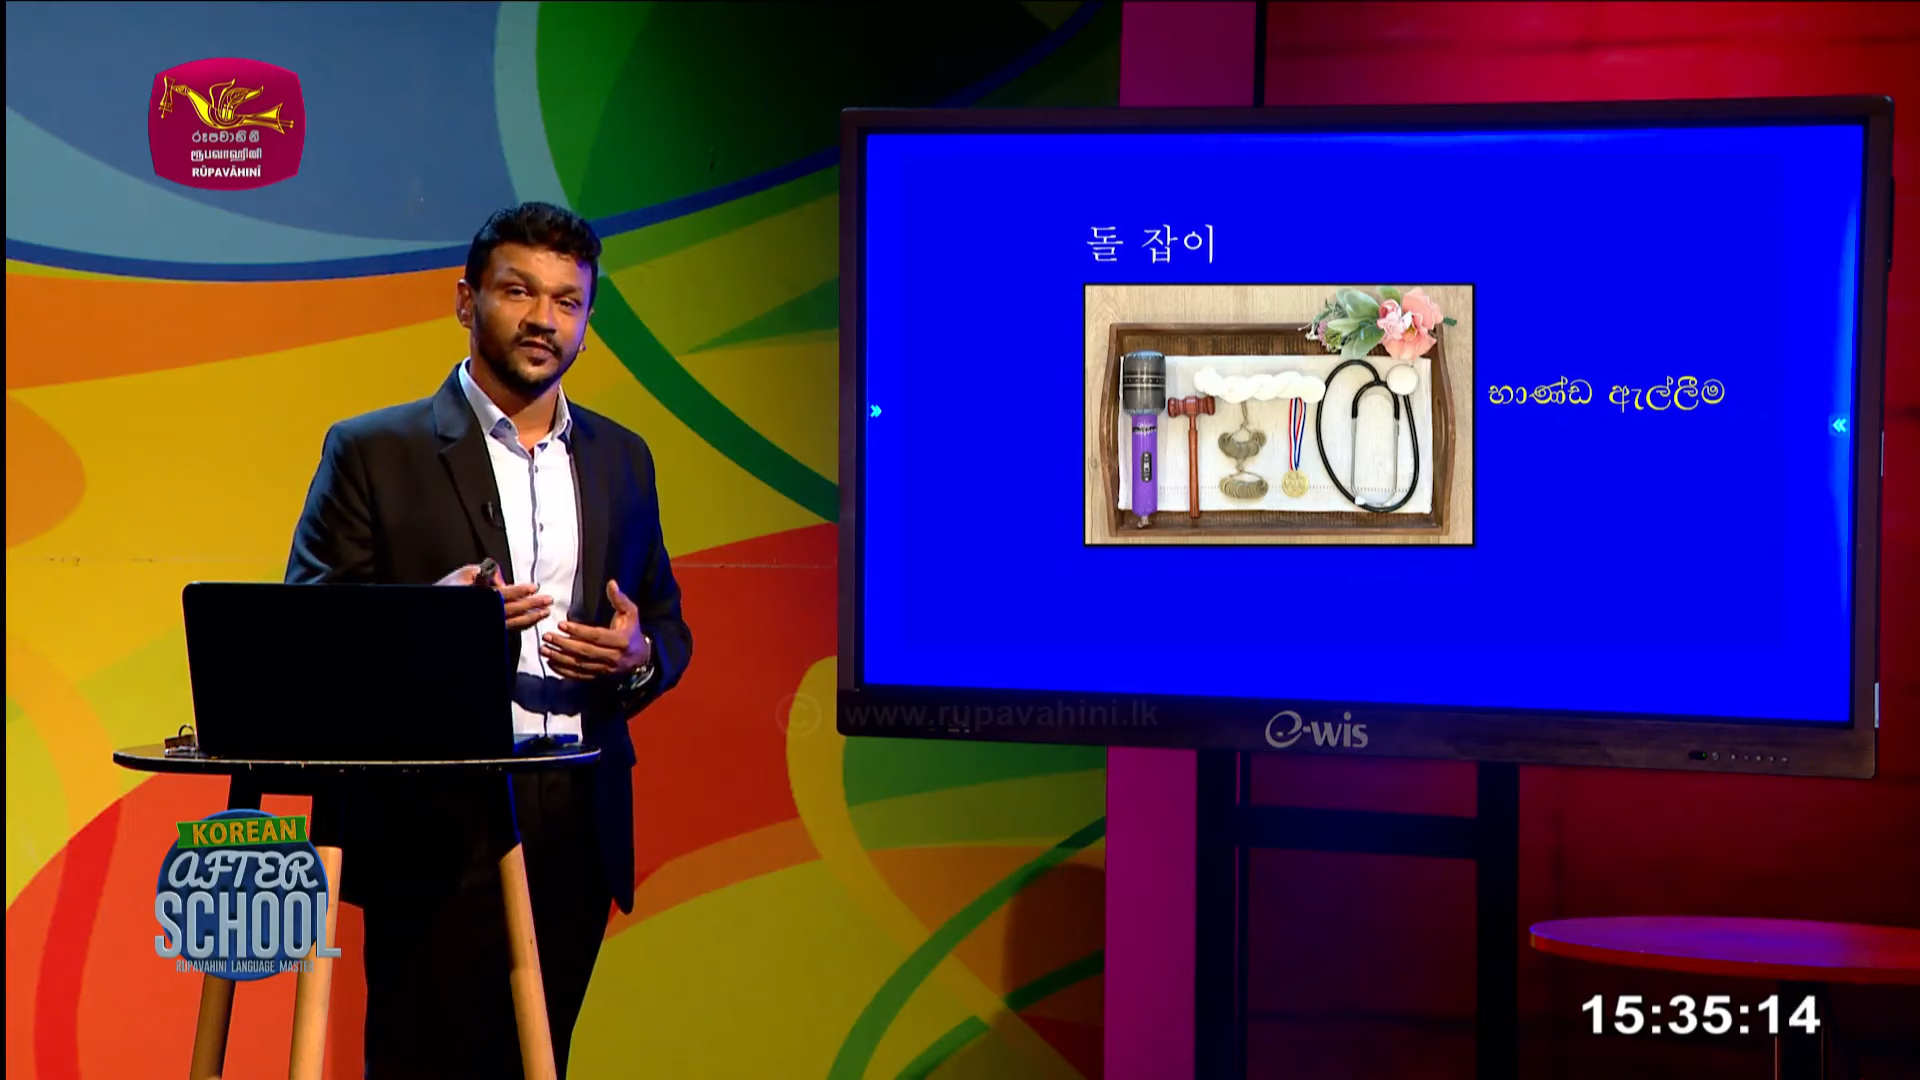 රූපවාහිනී
ரூபவாஹினி
RŪPAVĀHINĪ
돌 잡이
භාණ්ඩ ඇල්ලීම
© www.rupavahini.lk
e-wis
KOREAN
AFTER
SCHOOL
RUPAVAHINI LANGUAGE MASTER
15:35:14